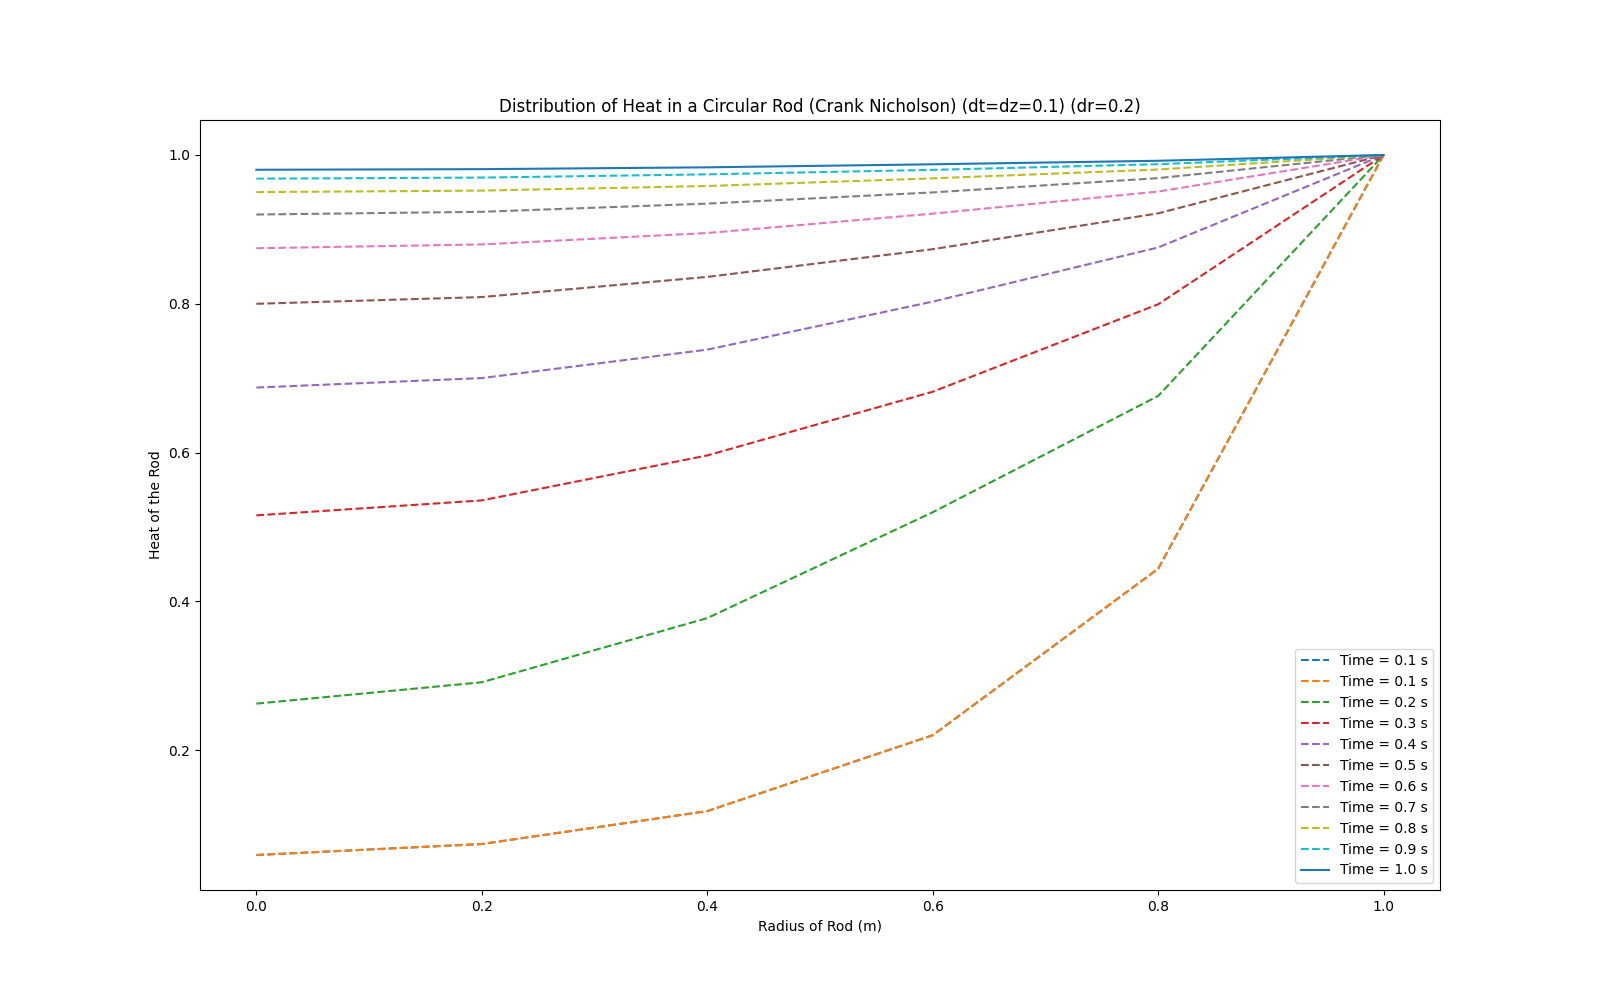 Distribution of Heat in a Circular Rod (Crank Nicholson) (dt=dz=0.1) (dr=0.2)
1.0
0.8
0.6
0.4
0.2
Heat of the Rod
Time = 0.1 s
Time = 0.1 s
Time = 0.2 s
Time = 0.3 s
Time = 0.4 s
Time = 0.5 s
Time = 0.6 s
Time = 0.7 s
Time = 0.8 s
Time = 0.9 s
Time = 1.0 s
0.0 0.2 0.4 0.6 0.8 1.0
Radius of Rod (m)